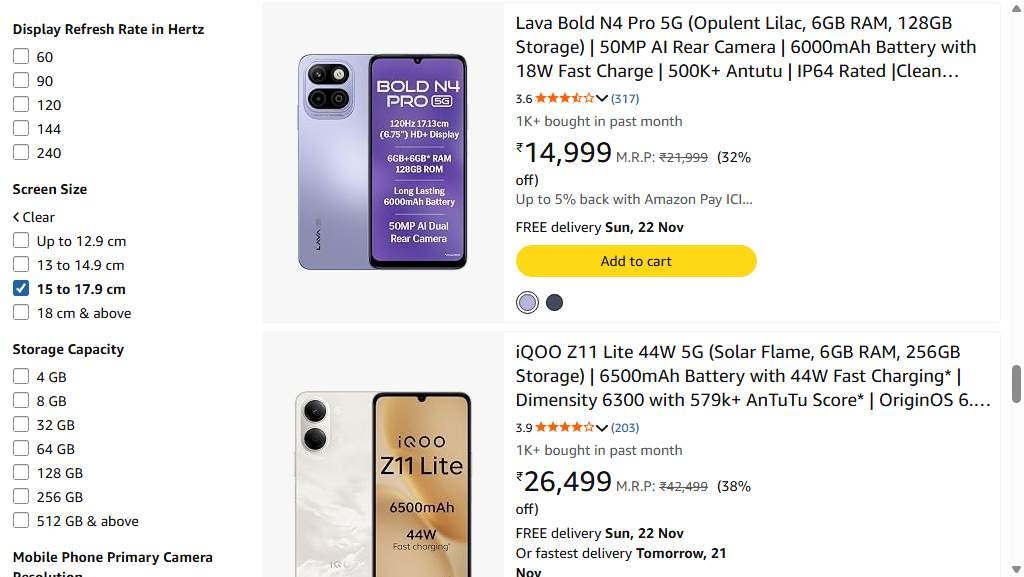 Display Refresh Rate in Hertz
60
90
120
144
240
Screen Size
Clear
Up to 12.9 cm
13 to 14.9 cm
15 to 17.9 cm
18 cm & above
Storage Capacity
4 GB
8 GB
32 GB
64 GB
128 GB
256 GB
512 GB & above
Mobile Phone Primary Camera
Resolution
BOLD N4
PRO 5G
120Hz 17.13cm
(6.75") HD+ Display
6GB+6GB* RAM
128GB ROM
Long Lasting
6000mAh Battery
50MP AI Dual
Rear Camera
LAVA
Lava Bold N4 Pro 5G (Opulent Lilac, 6GB RAM, 128GB
Storage) | 50MP AI Rear Camera | 6000mAh Battery with
18W Fast Charge | 500K+ Antutu | IP64 Rated |Clean…
3.6 (317)
1K+ bought in past month
₹14,999 M.R.P: ₹21,999 (32%
off)
Up to 5% back with Amazon Pay ICI…
FREE delivery Sun, 22 Nov
Add to cart
iQOO
Z11 Lite
6500mAh
44W
Fast charging*
iQOO Z11 Lite 44W 5G (Solar Flame, 6GB RAM, 256GB
Storage) | 6500mAh Battery with 44W Fast Charging* |
Dimensity 6300 with 579k+ AnTuTu Score* | OriginOS 6.…
3.9 (203)
1K+ bought in past month
₹26,499 M.R.P: ₹42,499 (38%
off)
FREE delivery Sun, 22 Nov
Or fastest delivery Tomorrow, 21
Nov